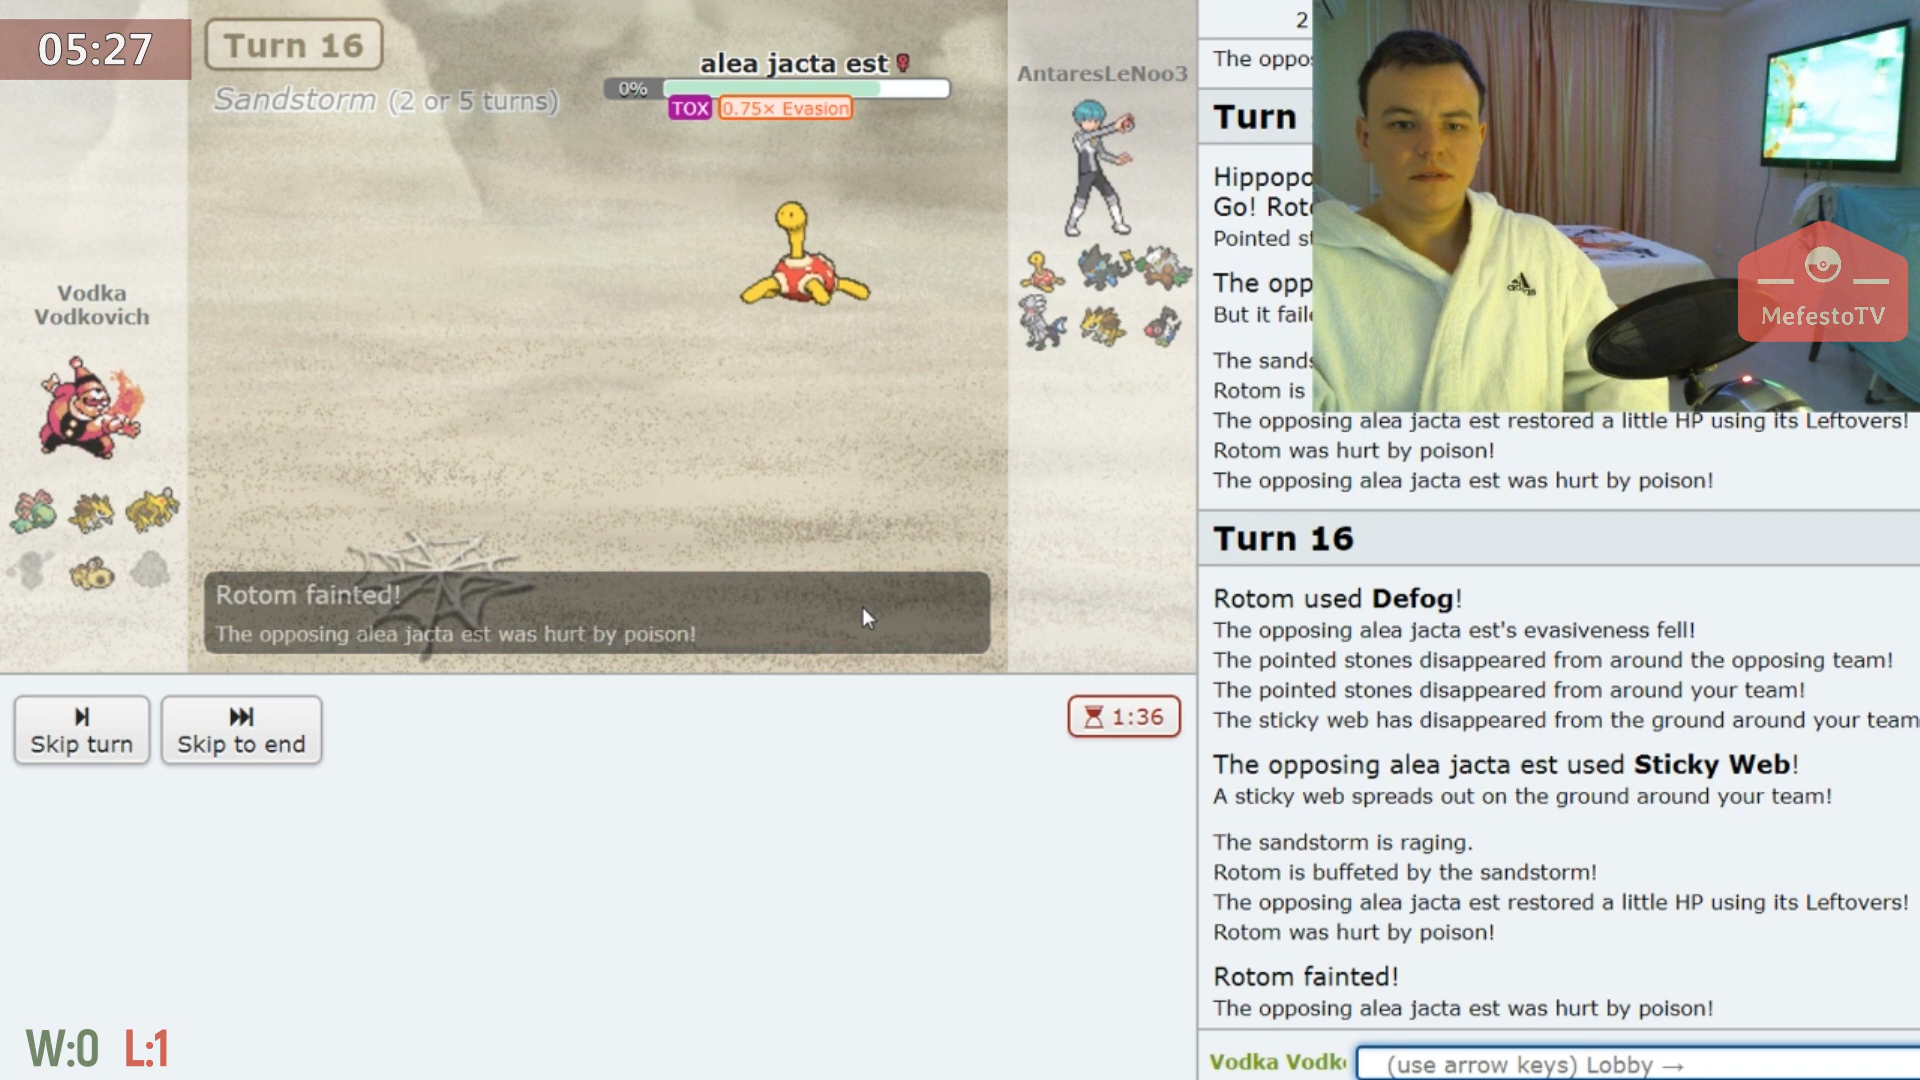 05:27
Turn 16
Sandstorm (2 or 5 turns)
alea jacta est
0%
TOX
0.75× Evasion
AntaresLeNoo3
Vodka
Vodkovich
Rotom fainted!
The opposing alea jacta est was hurt by poison!
Skip turn
Skip to end
1:36
W:0 L:1
2
The oppo
Turn
Hippopo
Go! Roto
Pointed st
The opp
But it faile
The sands
Rotom is
The opposing alea jacta est restored a little HP using its Leftovers!
Rotom was hurt by poison!
The opposing alea jacta est was hurt by poison!
Turn 16
Rotom used Defog!
The opposing alea jacta est's evasiveness fell!
The pointed stones disappeared from around the opposing team!
The pointed stones disappeared from around your team!
The sticky web has disappeared from the ground around your team
The opposing alea jacta est used Sticky Web!
A sticky web spreads out on the ground around your team!
The sandstorm is raging.
Rotom is buffeted by the sandstorm!
The opposing alea jacta est restored a little HP using its Leftovers!
Rotom was hurt by poison!
Rotom fainted!
The opposing alea jacta est was hurt by poison!
Vodka Vodk
(use arrow keys) Lobby →
adidas
MefestoTV